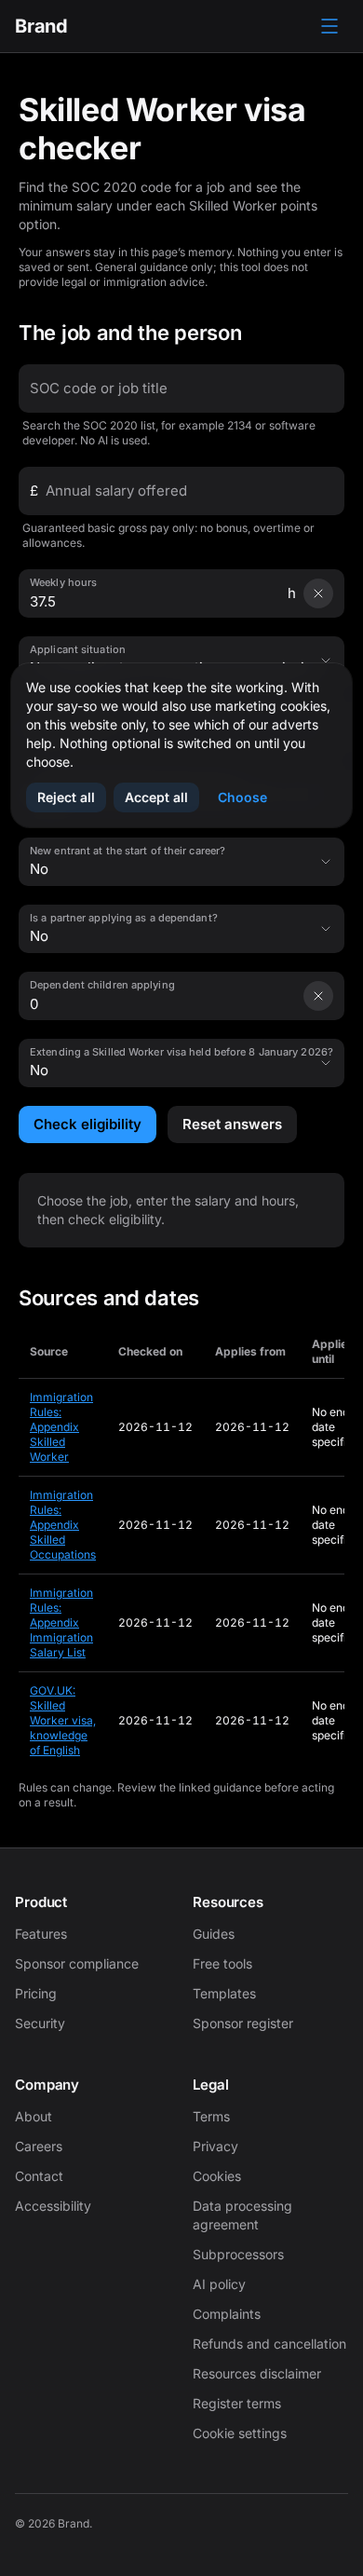 Brand
Skilled Worker visa
checker
Find the SOC 2020 code for a job and see the
minimum salary under each Skilled Worker points
option.
Your answers stay in this page's memory. Nothing you enter is
saved or sent. General guidance only; this tool does not
provide legal or immigration advice.
The job and the person
SOC code or job title
Search the SOC 2020 list, for example 2134 or software
developer. No AI is used.
£ Annual salary offered
Guaranteed basic gross pay only: no bonus, overtime or
allowances.
Weekly hours
37.5
h
Applicant situation
We use cookies that keep the site working. With
your say-so we would also use marketing cookies,
on this website only, to see which of our adverts
help. Nothing optional is switched on until you
choose.
Reject all Accept all Choose
New entrant at the start of their career?
No
Is a partner applying as a dependant?
No
Dependent children applying
0
Extending a Skilled Worker visa held before 8 January 2026?
No
Check eligibility Reset answers
Choose the job, enter the salary and hours,
then check eligibility.
Sources and dates
Source Checked on Applies from
until
Immigration
Rules:
Appendix
Skilled
Worker
2026-11-12 2026-11-12
date
Immigration
Rules:
Appendix
Skilled
Occupations
2026-11-12 2026-11-12
date
Immigration
Rules:
Appendix
Immigration
Salary List
2026-11-12 2026-11-12
date
GOV.UK:
Skilled
Worker visa,
knowledge
of English
2026-11-12 2026-11-12
date
Rules can change. Review the linked guidance before acting
on a result.
Product
Features
Sponsor compliance
Pricing
Security
Resources
Guides
Free tools
Templates
Sponsor register
Company
About
Careers
Contact
Accessibility
Legal
Terms
Privacy
Cookies
Data processing
agreement
Subprocessors
AI policy
Complaints
Refunds and cancellation
Resources disclaimer
Register terms
Cookie settings
© 2026 Brand.